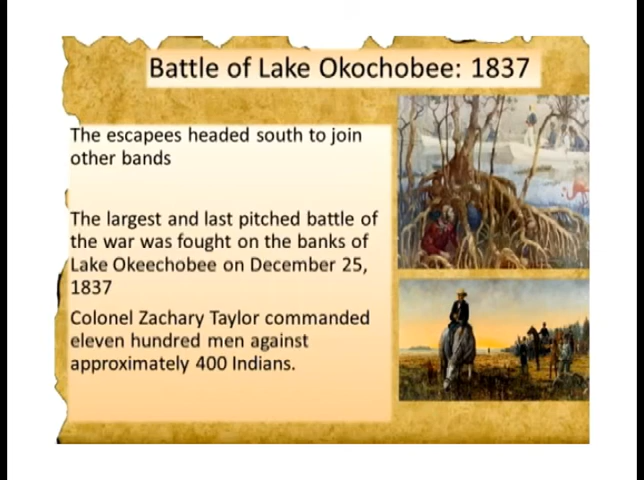 Battle of Lake Okochobee: 1837
The escapees headed south to join
other bands
The largest and last pitched battle of
the war was fought on the banks of
Lake Okeechobee on December 25,
1837
Colonel Zachary Taylor commanded
eleven hundred men against
approximately 400 Indians.